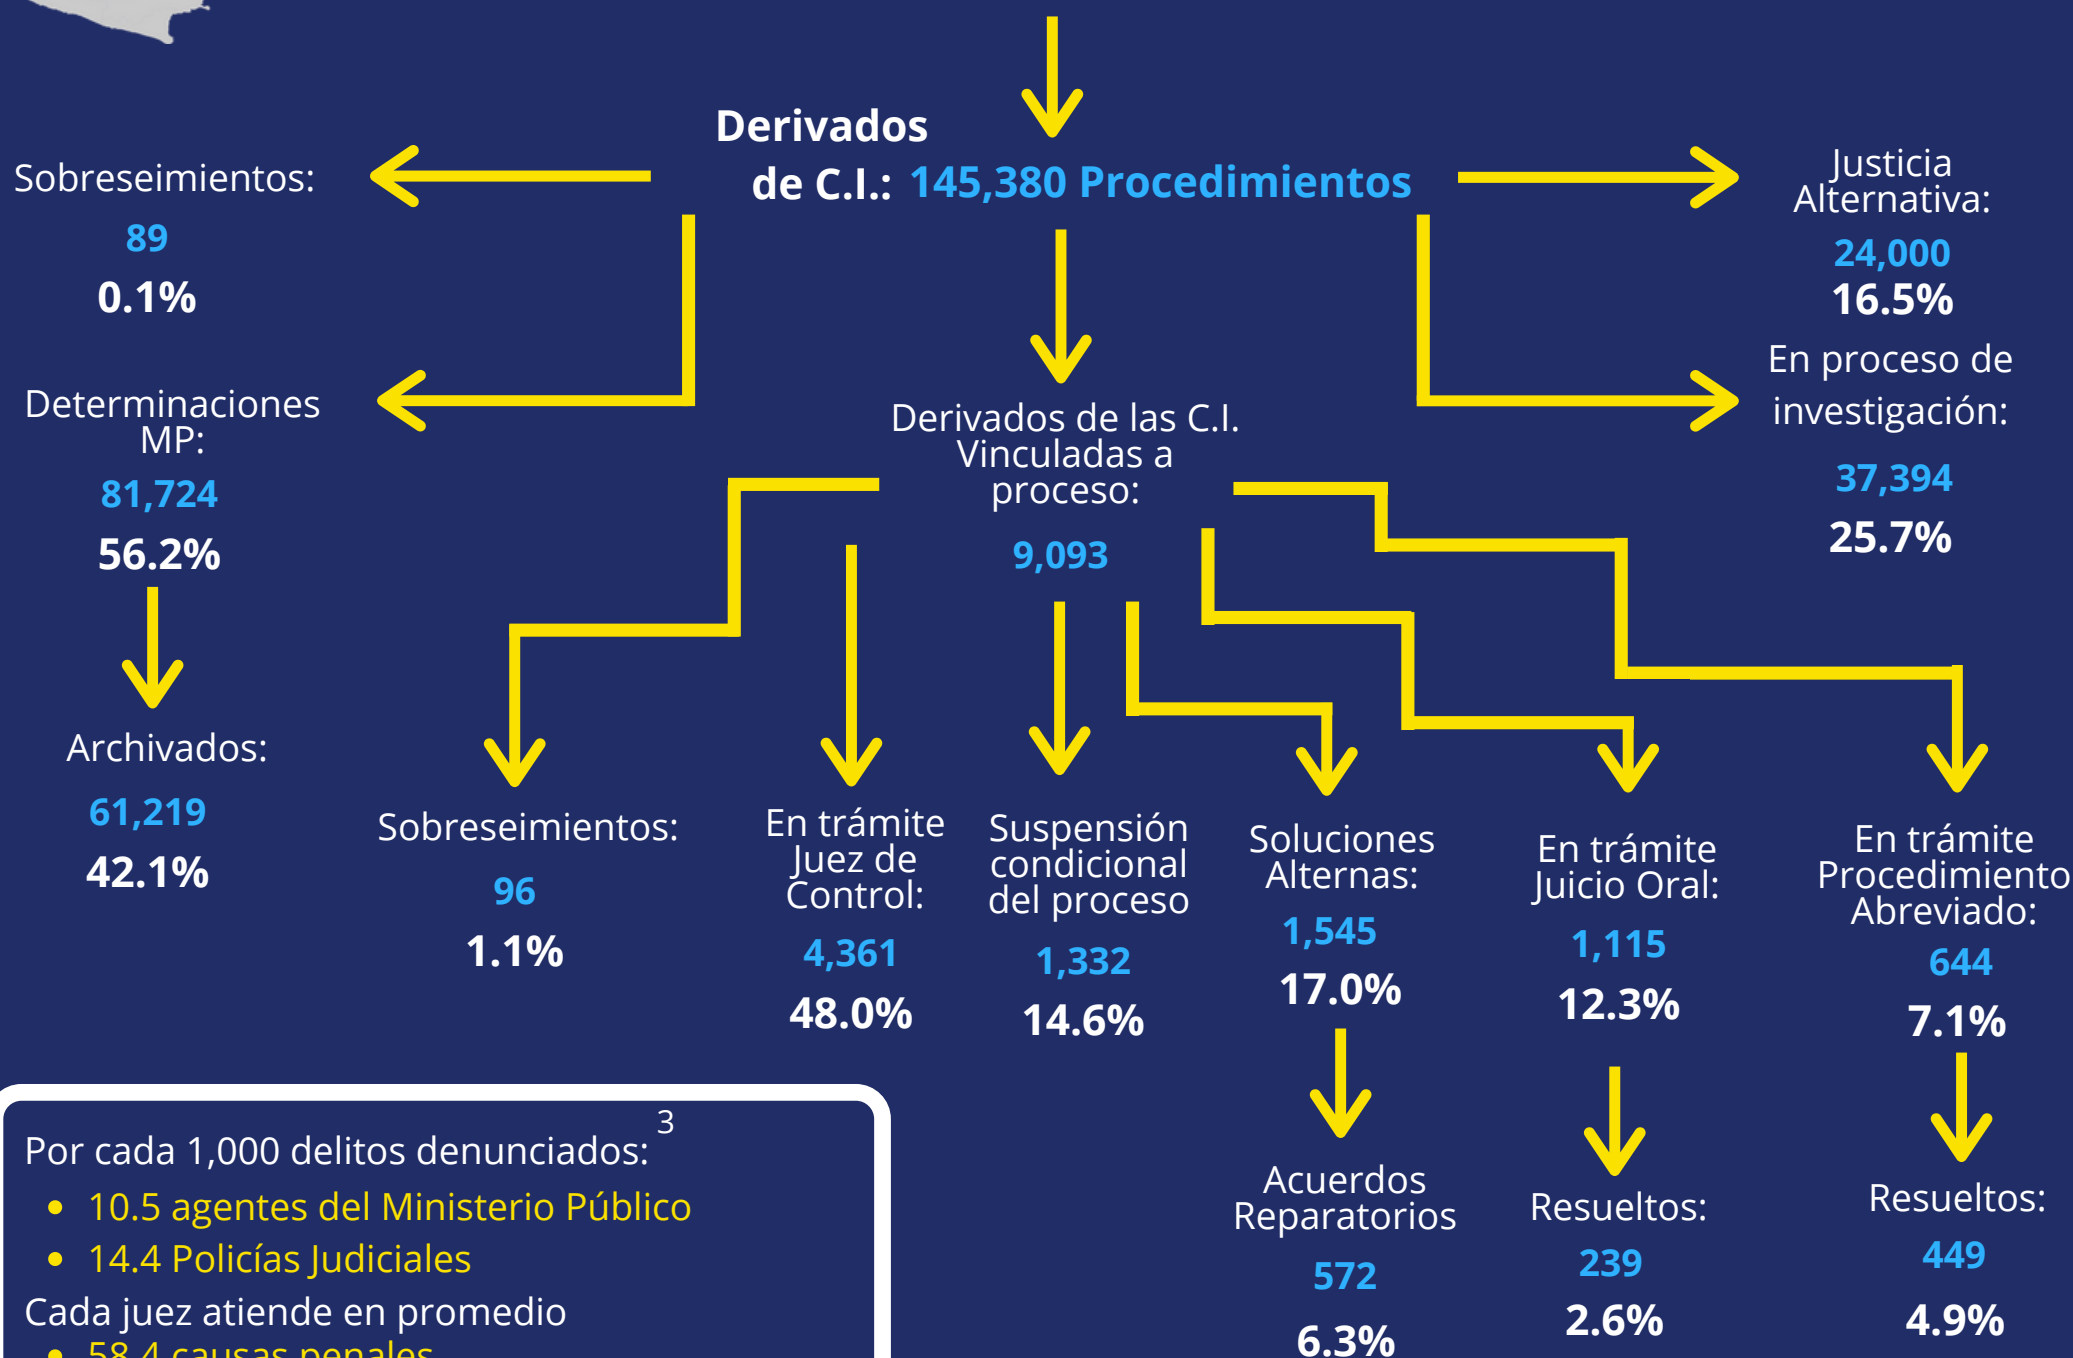 Derivados
de C.I.: 145,380 Procedimientos
Sobreseimientos:
89
0.1%
Justicia
Alternativa:
24,000
16.5%
Determinaciones
MP:
81,724
56.2%
Derivados de las C.I.
Vinculadas a
proceso:
9,093
En proceso de
investigación:
37,394
25.7%
Archivados:
61,219
42.1%
Sobreseimientos:
96
1.1%
En trámite
Juez de
Control:
4,361
48.0%
Suspensión
condicional
del proceso
1,332
14.6%
Soluciones
Alternas:
1,545
17.0%
En trámite
Juicio Oral:
1,115
12.3%
En trámite
Procedimiento
Abreviado:
644
7.1%
Acuerdos
Reparatorios
572
6.3%
Resueltos:
239
2.6%
Resueltos:
449
4.9%
Por cada 1,000 delitos denunciados: 3
• 10.5 agentes del Ministerio Público
• 14.4 Policías Judiciales
Cada juez atiende en promedio
• 58.4 causas penales